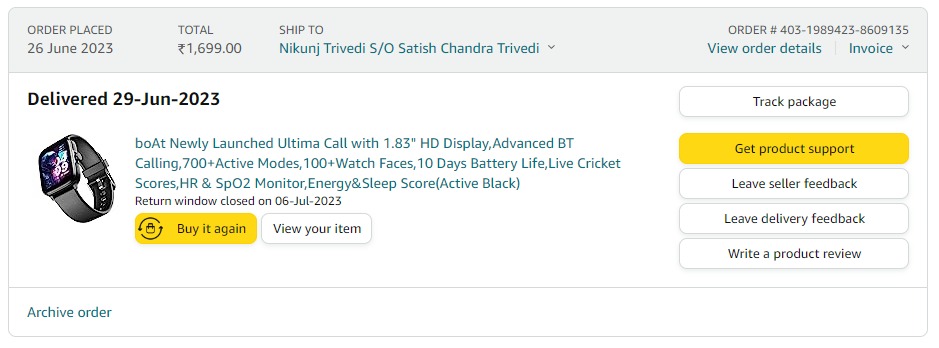 ORDER PLACED
26 June 2023
TOTAL
₹1,699.00
SHIP TO
Nikunj Trivedi S/O Satish Chandra Trivedi
ORDER # 403-1989423-8609135
View order details
Invoice
Delivered 29-Jun-2023
boAt Newly Launched Ultima Call with 1.83" HD Display,Advanced BT
Calling,700+Active Modes,100+Watch Faces,10 Days Battery Life,Live Cricket
Scores,HR & SpO2 Monitor,Energy&Sleep Score(Active Black)
Return window closed on 06-Jul-2023
Buy it again
View your item
Track package
Get product support
Leave seller feedback
Leave delivery feedback
Write a product review
Archive order